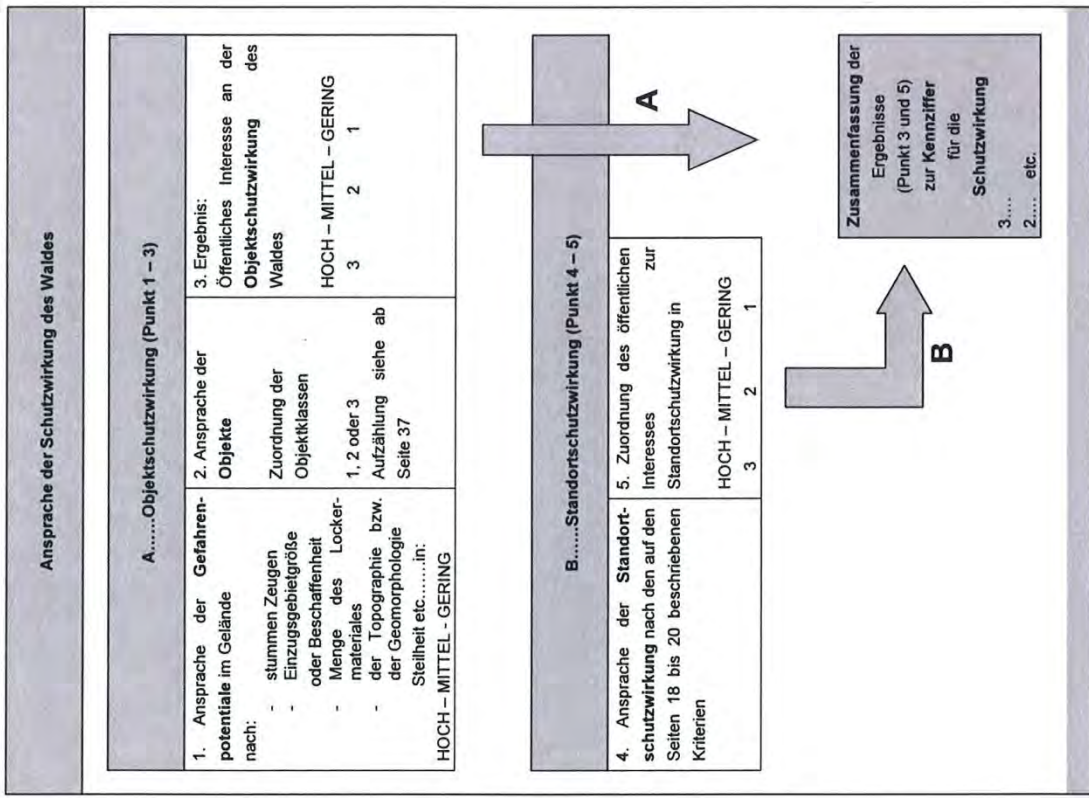 Ansprache der Schutzwirkung des Waldes
A......Objektschutzwirkung (Punkt 1 – 3)
1. Ansprache der Gefahren-
potentiale im Gelände
nach:
- stummen Zeugen
- Einzugsgebietgröße
oder Beschaffenheit
- Menge des Locker-
materiales
- der Topographie bzw.
der Geomorphologie
Steilheit etc.......in:
HOCH – MITTEL - GERING
2. Ansprache der
Objekte
Zuordnung der
Objektklassen
1, 2 oder 3
Aufzählung siehe ab
Seite 37
3. Ergebnis:
Öffentliches Interesse an der
Objektschutzwirkung des
Waldes
HOCH – MITTEL – GERING
3 2 1
B......Standortschutzwirkung (Punkt 4 – 5)
4. Ansprache der Standort-
schutzwirkung nach den auf den
Seiten 18 bis 20 beschriebenen
Kriterien
5. Zuordnung des öffentlichen
Interesses zur
Standortschutzwirkung in
HOCH – MITTEL – GERING
3 2 1
A
B
Zusammenfassung der
Ergebnisse
(Punkt 3 und 5)
zur Kennziffer
für die
Schutzwirkung
3....
2.... etc.